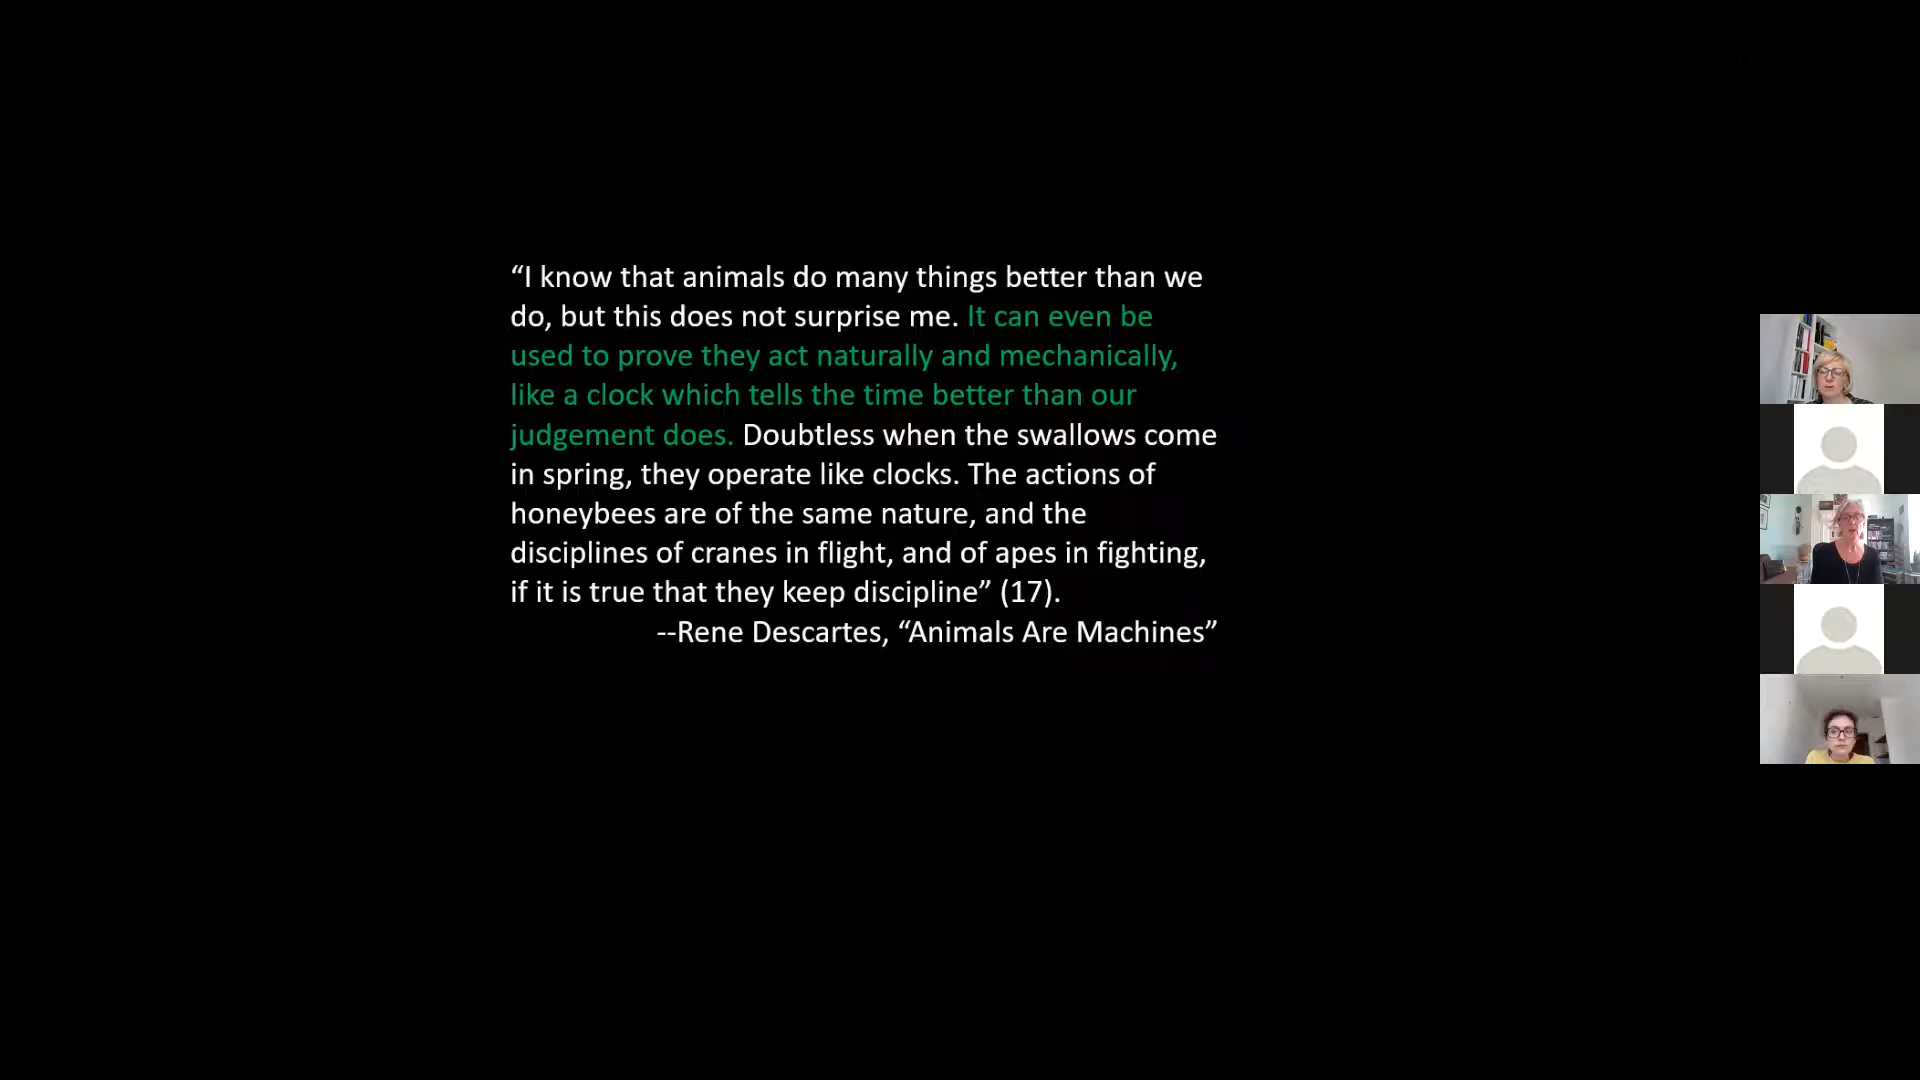 “I know that animals do many things better than we
do, but this does not surprise me. It can even be
used to prove they act naturally and mechanically,
like a clock which tells the time better than our
judgement does. Doubtless when the swallows come
in spring, they operate like clocks. The actions of
honeybees are of the same nature, and the
disciplines of cranes in flight, and of apes in fighting,
if it is true that they keep discipline” (17).
--Rene Descartes, “Animals Are Machines”